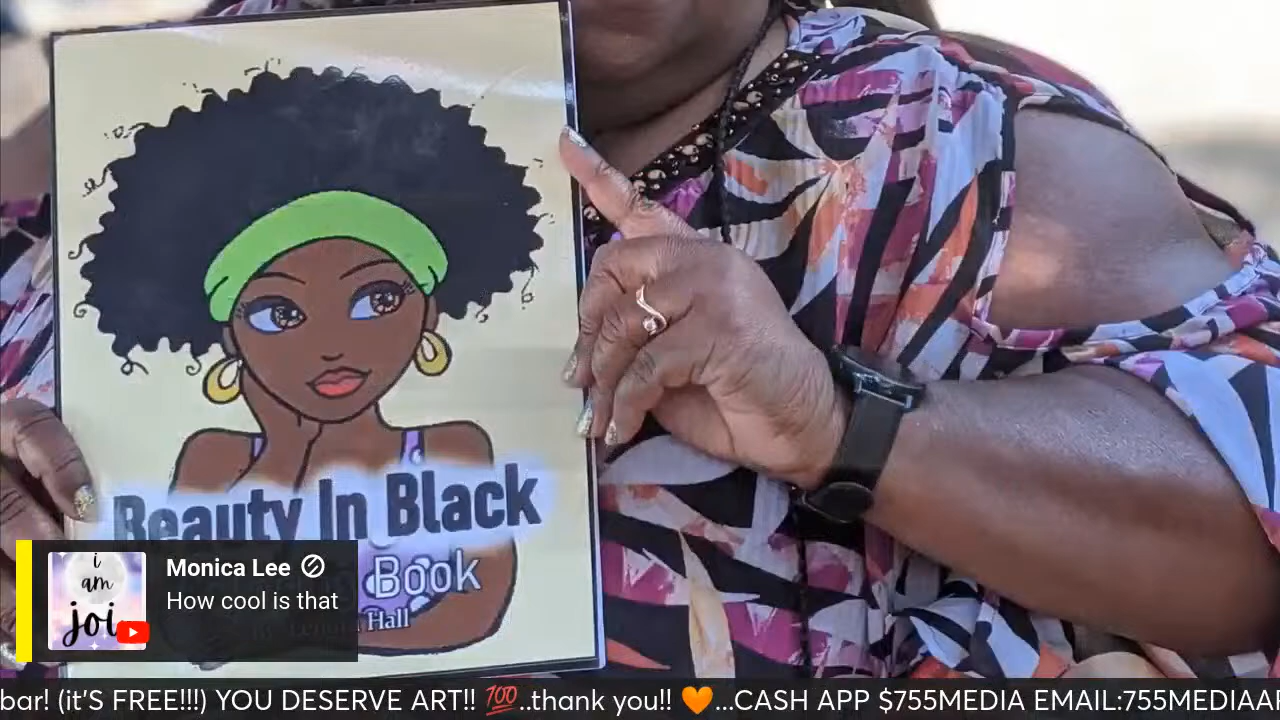 Beauty In Black
Book
Hall
i
am
joi
Monica Lee
How cool is that
bar! (it'S FREE!!!) YOU DESERVE ART!! 💯..thank you!! 🧡...CASH APP $755MEDIA EMAIL:755MEDIAA